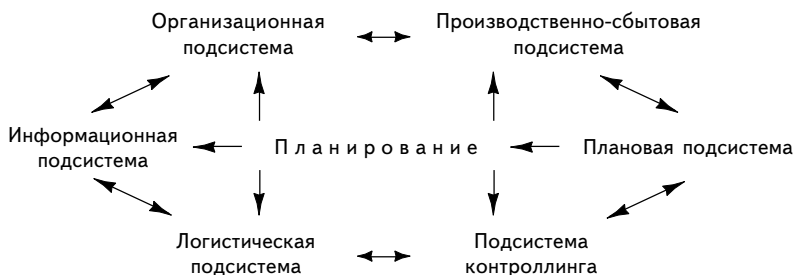 Организационная
подсистема
Производственно-сбытовая
подсистема
Информационная
подсистема
Планирование
Плановая подсистема
Логистическая
подсистема
Подсистема
контроллинга